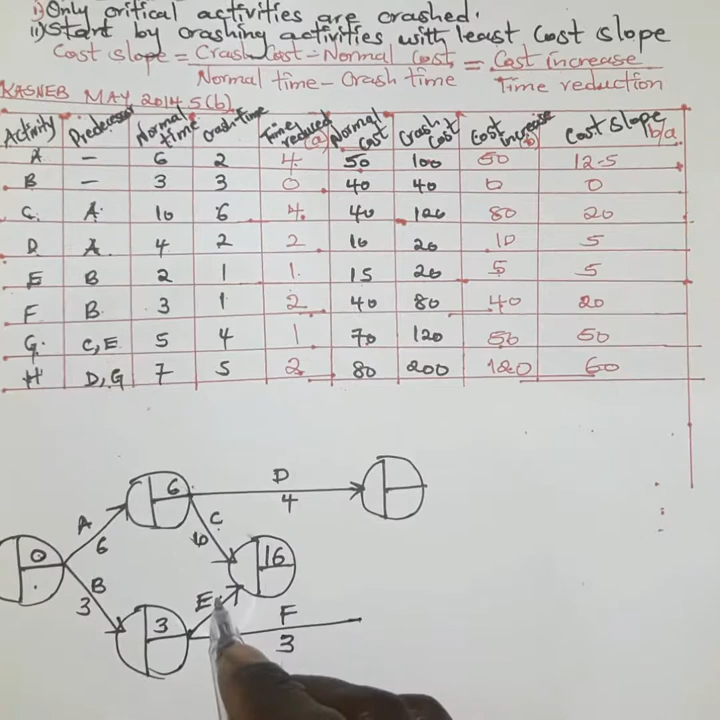 i) Only critical activities are crashed.
ii) Start by crashing activities with least cost slope
Cost slope = Crash Cost - Normal Cost = Cost increase
Normal time - Crash time Time reduction
KASNEB MAY 2014 5(b)
Activity Predecessor Normal time Crash time Time reduced (a) Normal cost Crash cost Cost increase (b) Cost slope b/a
A - 6 2 4 50 100 50 12.5
B - 3 3 0 40 40 0 0
C. A. 10 6 4 40 120 80 20
D A 4 2 2 10 20 10 5
E B 2 1 1 15 20 5 5
F B 3 1 2 40 80 40 20
G. C, E 5 4 1 70 120 50 50
H D, G 7 5 2 80 200 120 60
D
6 4
A C
6 10
0 16
B E
3 F
3 3